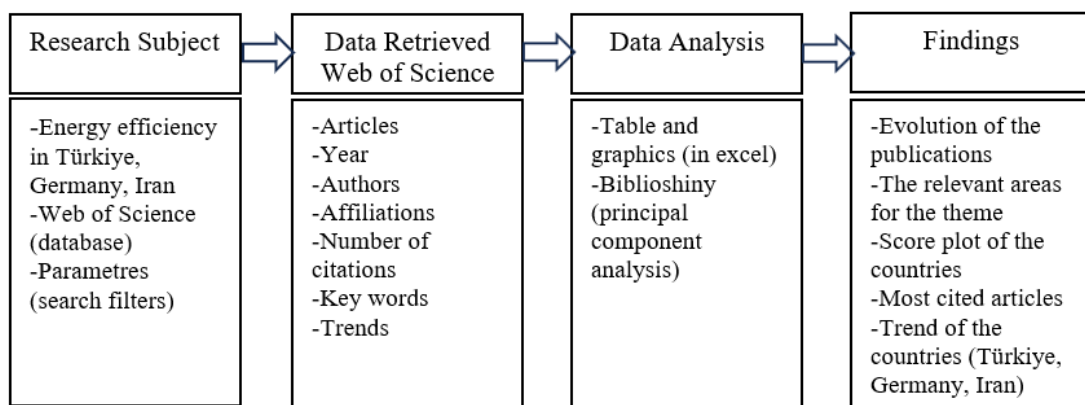 Research Subject
-Energy efficiency
in Türkiye,
Germany, Iran
-Web of Science
(database)
-Parametres
(search filters)
Data Retrieved
Web of Science
-Articles
-Year
-Authors
-Affiliations
-Number of
citations
-Key words
-Trends
Data Analysis
-Table and
graphics (in excel)
-Biblioshiny
(principal
component
analysis)
Findings
-Evolution of the
publications
-The relevant areas
for the theme
-Score plot of the
countries
-Most cited articles
-Trend of the
countries (Türkiye,
Germany, Iran)